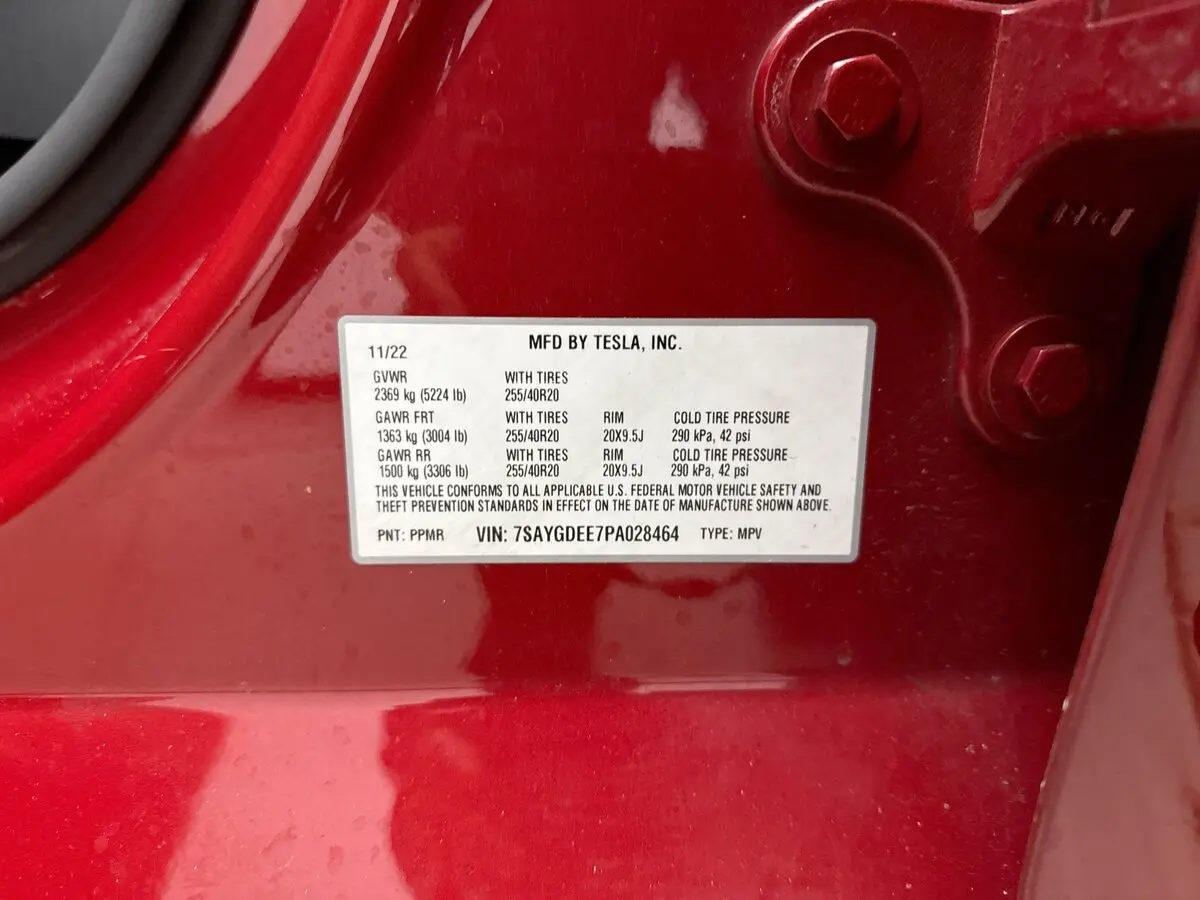 MFD BY TESLA, INC.
11/22
GVWR WITH TIRES
2369 kg (5224 lb) 255/40R20
GAWR FRT WITH TIRES RIM COLD TIRE PRESSURE
1363 kg (3004 lb) 255/40R20 20X9.5J 290 kPa, 42 psi
GAWR RR WITH TIRES RIM COLD TIRE PRESSURE
1500 kg (3306 lb) 255/40R20 20X9.5J 290 kPa, 42 psi
THIS VEHICLE CONFORMS TO ALL APPLICABLE U.S. FEDERAL MOTOR VEHICLE SAFETY AND
THEFT PREVENTION STANDARDS IN EFFECT ON THE DATE OF MANUFACTURE SHOWN ABOVE.
PNT: PPMR VIN: 7SAYGDEE7PA028464 TYPE: MPV